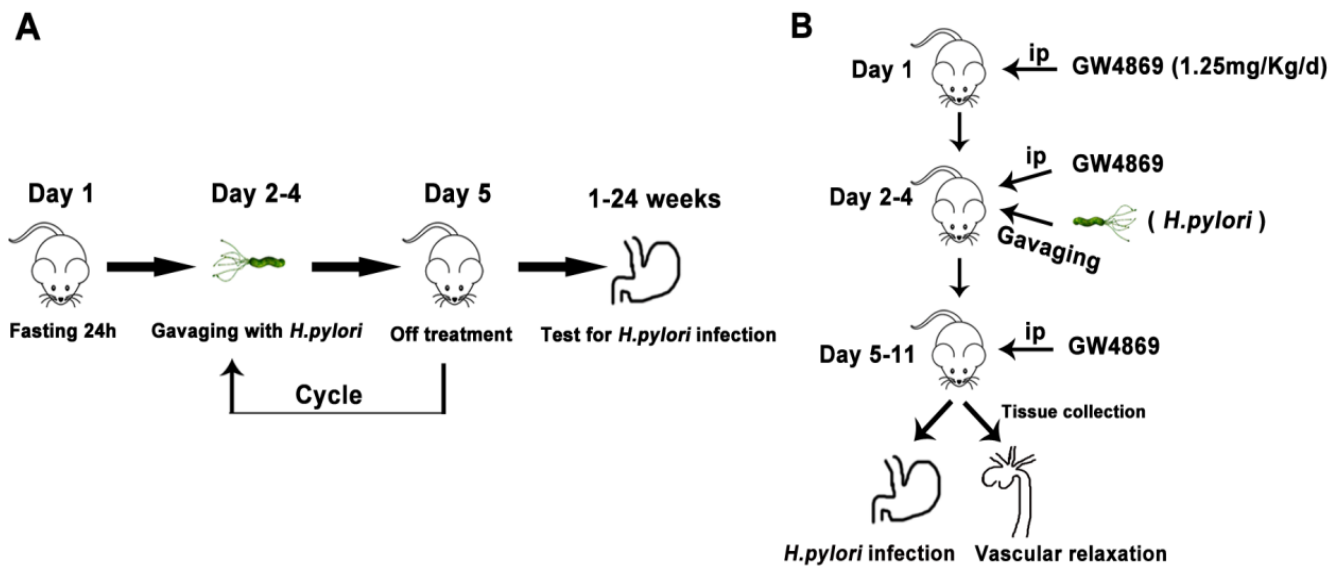 A
Day 1
Day 2-4
Day 5
1-24 weeks
Fasting 24h
Gavaging with H.pylori
Off treatment
Test for H.pylori infection
Cycle
B
Day 1
ip
GW4869 (1.25mg/Kg/d)
Day 2-4
ip
GW4869
Gavaging
( H.pylori )
Day 5-11
ip
GW4869
Tissue collection
H.pylori infection
Vascular relaxation